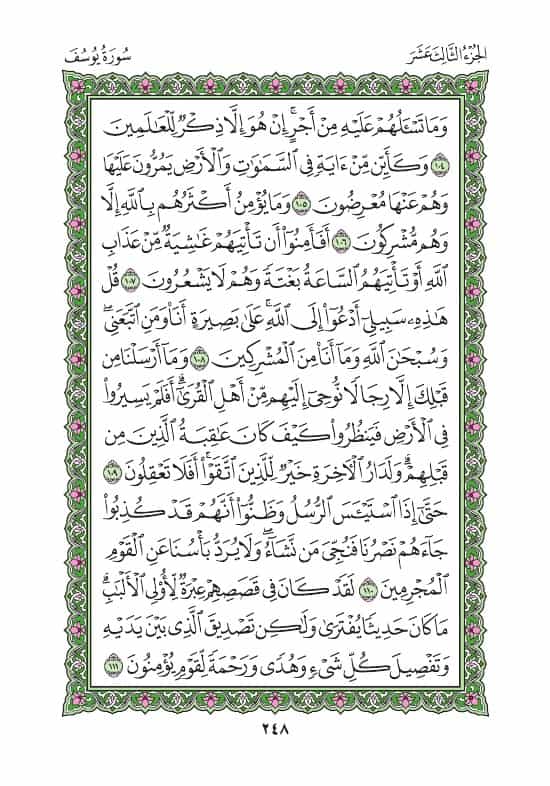 الجزء الثالث عشر
سورة يوسف
وَمَا تَسْـَٔلُهُمْ عَلَيْهِ مِنْ أَجْرٍ ۚ إِنْ هُوَ إِلَّا ذِكْرٌ لِّلْعَـٰلَمِينَ
١٠٤ وَكَأَيِّن مِّنْ ءَايَةٍ فِى ٱلسَّمَـٰوَٰتِ وَٱلْأَرْضِ يَمُرُّونَ عَلَيْهَا
وَهُمْ عَنْهَا مُعْرِضُونَ ١٠٥ وَمَا يُؤْمِنُ أَكْثَرُهُم بِٱللَّهِ إِلَّا
وَهُم مُّشْرِكُونَ ١٠٦ أَفَأَمِنُوٓا۟ أَن تَأْتِيَهُمْ غَـٰشِيَةٌ مِّنْ عَذَابِ
ٱللَّهِ أَوْ تَأْتِيَهُمُ ٱلسَّاعَةُ بَغْتَةً وَهُمْ لَا يَشْعُرُونَ ١٠٧ قُلْ
هَـٰذِهِۦ سَبِيلِىٓ أَدْعُوٓا۟ إِلَى ٱللَّهِ ۚ عَلَىٰ بَصِيرَةٍ أَنَا۠ وَمَنِ ٱتَّبَعَنِى ۖ
وَسُبْحَـٰنَ ٱللَّهِ وَمَآ أَنَا۠ مِنَ ٱلْمُشْرِكِينَ ١٠٨ وَمَآ أَرْسَلْنَا مِن
قَبْلِكَ إِلَّا رِجَالًا نُّوحِىٓ إِلَيْهِم مِّنْ أَهْلِ ٱلْقُرَىٰٓ ۗ أَفَلَمْ يَسِيرُوا۟
فِى ٱلْأَرْضِ فَيَنظُرُوا۟ كَيْفَ كَانَ عَـٰقِبَةُ ٱلَّذِينَ مِن
قَبْلِهِمْ ۗ وَلَدَارُ ٱلْـَٔاخِرَةِ خَيْرٌ لِّلَّذِينَ ٱتَّقَوْا۟ ۗ أَفَلَا تَعْقِلُونَ ١٠٩
حَتَّىٰٓ إِذَا ٱسْتَيْـَٔسَ ٱلرُّسُلُ وَظَنُّوٓا۟ أَنَّهُمْ قَدْ كُذِبُوا۟
جَآءَهُمْ نَصْرُنَا فَنُجِّىَ مَن نَّشَآءُ ۖ وَلَا يُرَدُّ بَأْسُنَا عَنِ ٱلْقَوْمِ
ٱلْمُجْرِمِينَ ١١٠ لَقَدْ كَانَ فِى قَصَصِهِمْ عِبْرَةٌ لِّأُو۟لِى ٱلْأَلْبَـٰبِ ۗ
مَا كَانَ حَدِيثًا يُفْتَرَىٰ وَلَـٰكِن تَصْدِيقَ ٱلَّذِى بَيْنَ يَدَيْهِ
وَتَفْصِيلَ كُلِّ شَىْءٍ وَهُدًى وَرَحْمَةً لِّقَوْمٍ يُؤْمِنُونَ ١١١
٢٤٨